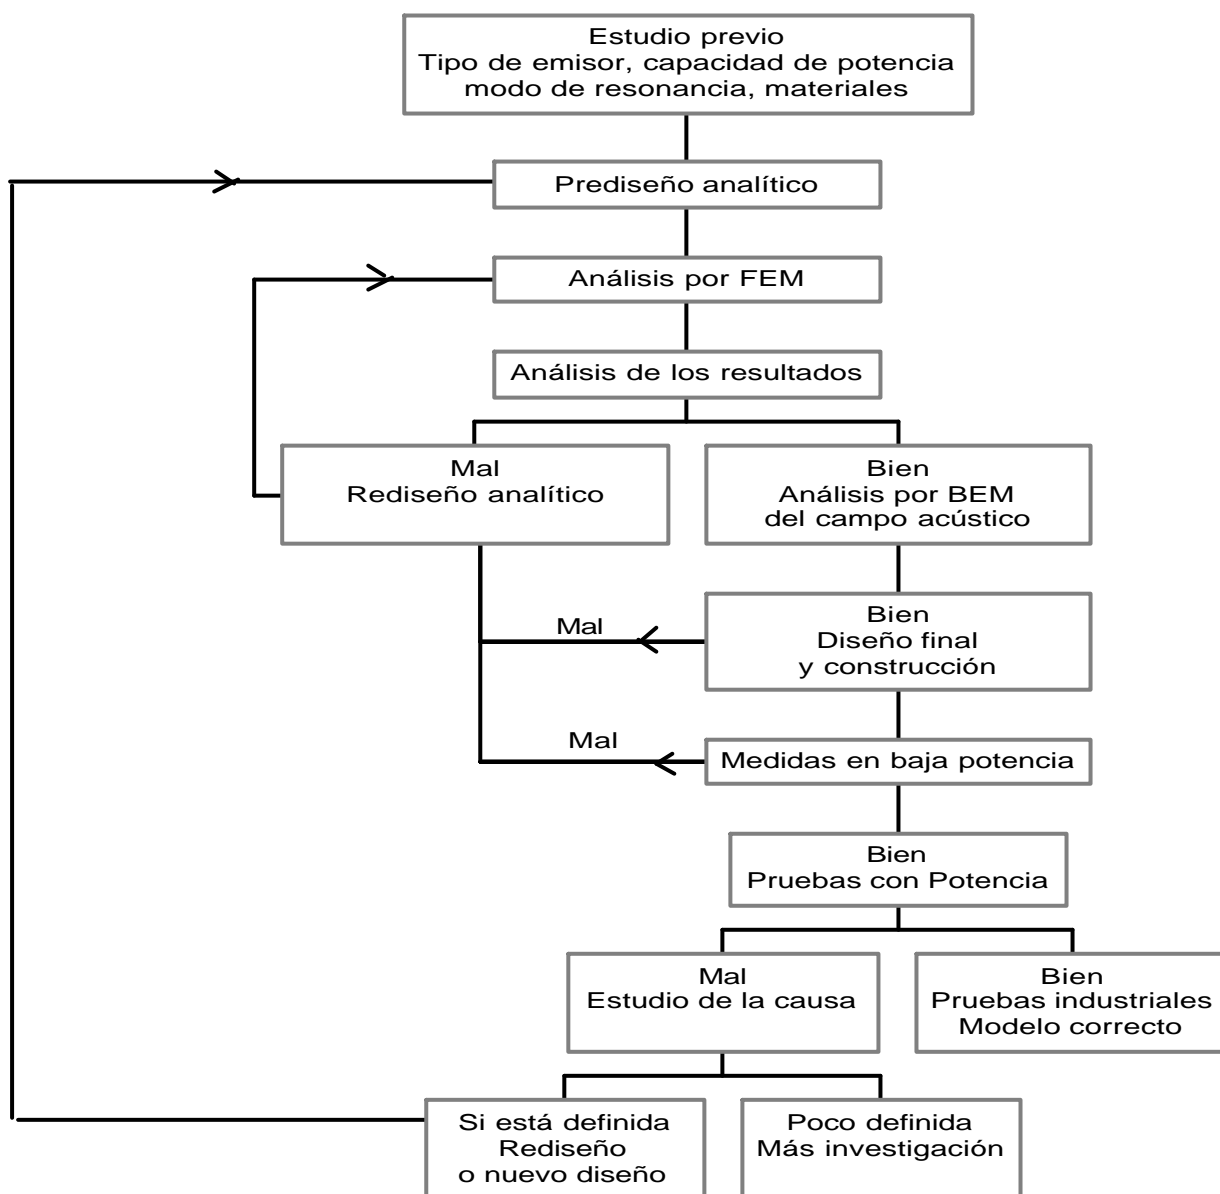 Estudio previo
Tipo de emisor, capacidad de potencia
modo de resonancia, materiales
Prediseño analítico
Análisis por FEM
Análisis de los resultados
Mal
Rediseño analítico
Bien
Análisis por BEM
del campo acústico
Mal
Bien
Diseño final
y construcción
Mal
Medidas en baja potencia
Bien
Pruebas con Potencia
Mal
Estudio de la causa
Bien
Pruebas industriales
Modelo correcto
Si está definida
Rediseño
o nuevo diseño
Poco definida
Más investigación